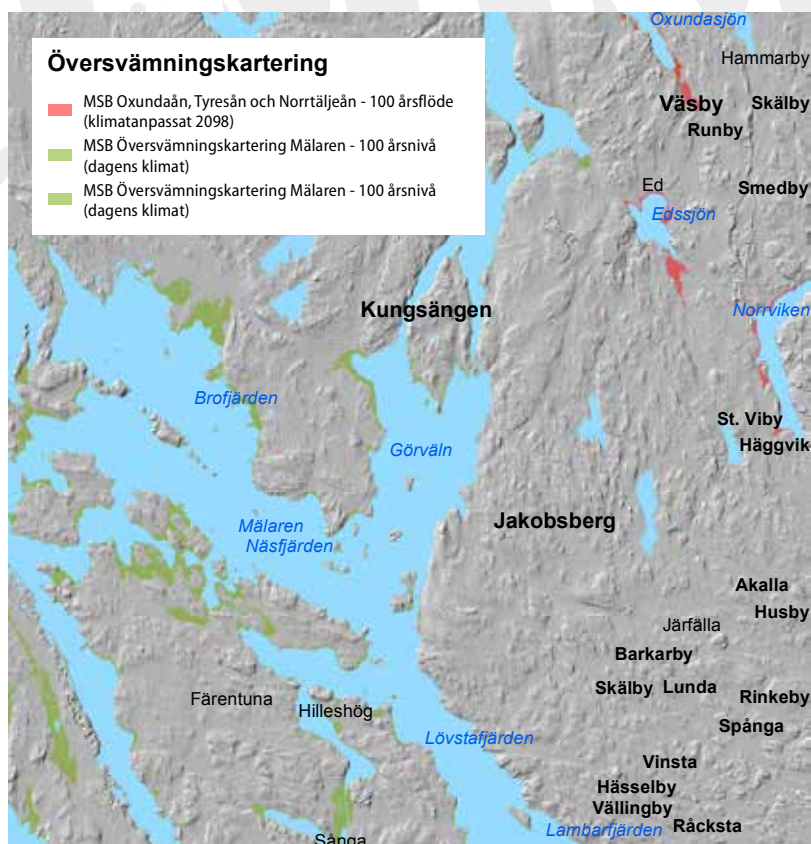 Översvämningskartering
MSB Oxundaån, Tyresån och Norrtäljeån - 100 årsflöde
(klimatanpassat 2098)
MSB Översvämningskartering Mälaren - 100 årsnivå
(dagens klimat)
MSB Översvämningskartering Mälaren - 100 årsnivå
(dagens klimat)
Oxundasjön
Hammarby
Väsby
Skälby
Runby
Ed
Smedby
Edssjön
Kungsängen
Norrviken
Brofjärden
St. Viby
Häggvik
Görväln
Mälaren
Näsfjärden
Jakobsberg
Akalla
Husby
Järfälla
Barkarby
Skälby
Lunda
Rinkeby
Färentuna
Hilleshög
Spånga
Lövstafjärden
Vinsta
Hässelby
Vällingby
Lambarfjärden
Råcksta
Sånga